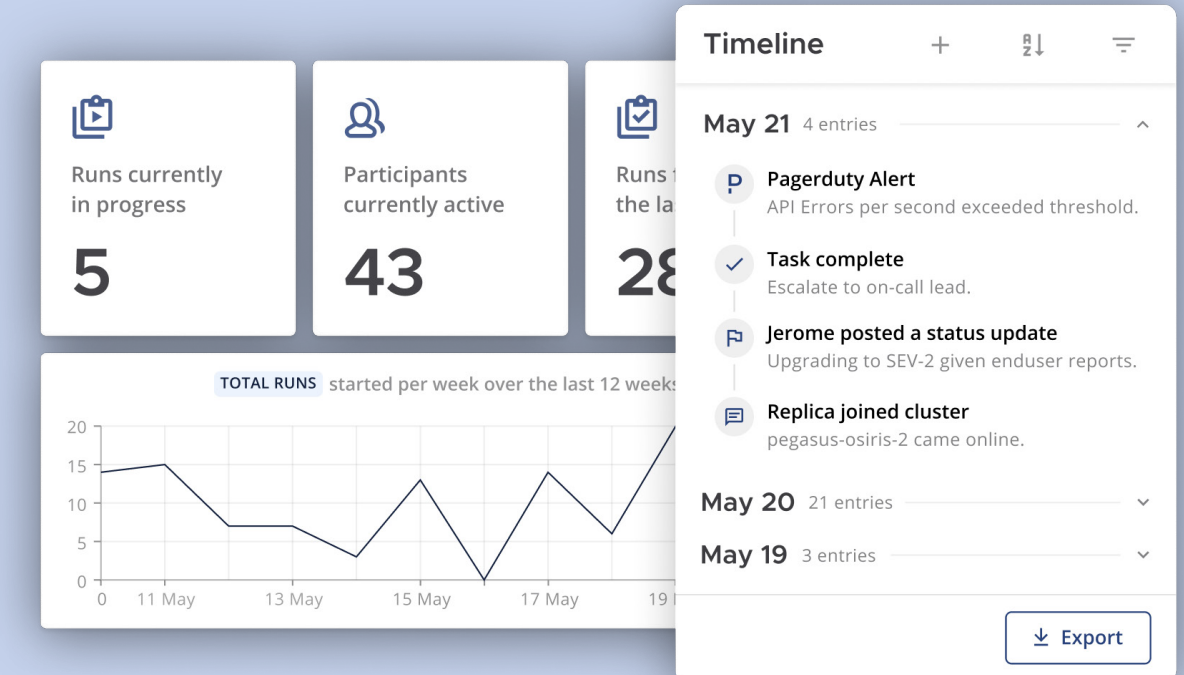 Runs currently
in progress
5
Participants
currently active
43
Runs
the
28
TOTAL RUNS started per week over the last 12 weeks
20
15
10
5
0
0 11 May 13 May 15 May 17 May 19
Timeline
A
Z
May 21 4 entries
P
Pagerduty Alert
API Errors per second exceeded threshold.
Task complete
Escalate to on-call lead.
Jerome posted a status update
Upgrading to SEV-2 given enduser reports.
Replica joined cluster
pegasus-osiris-2 came online.
May 20 21 entries
May 19 3 entries
Export